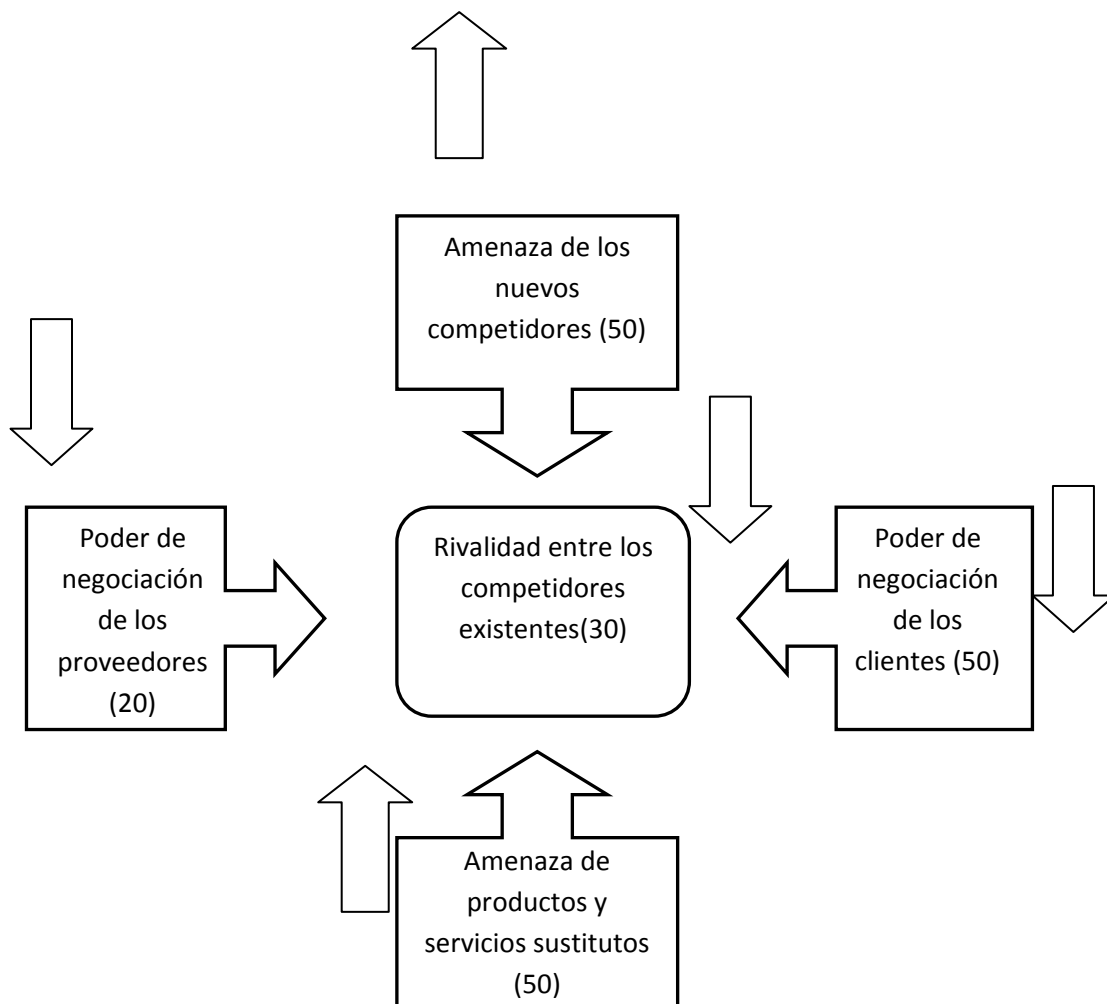 Amenaza de los
nuevos
competidores (50)
Poder de
negociación
de los
proveedores
(20)
Rivalidad entre los
competidores
existentes(30)
Poder de
negociación
de los
clientes (50)
Amenaza de
productos y
servicios sustitutos
(50)